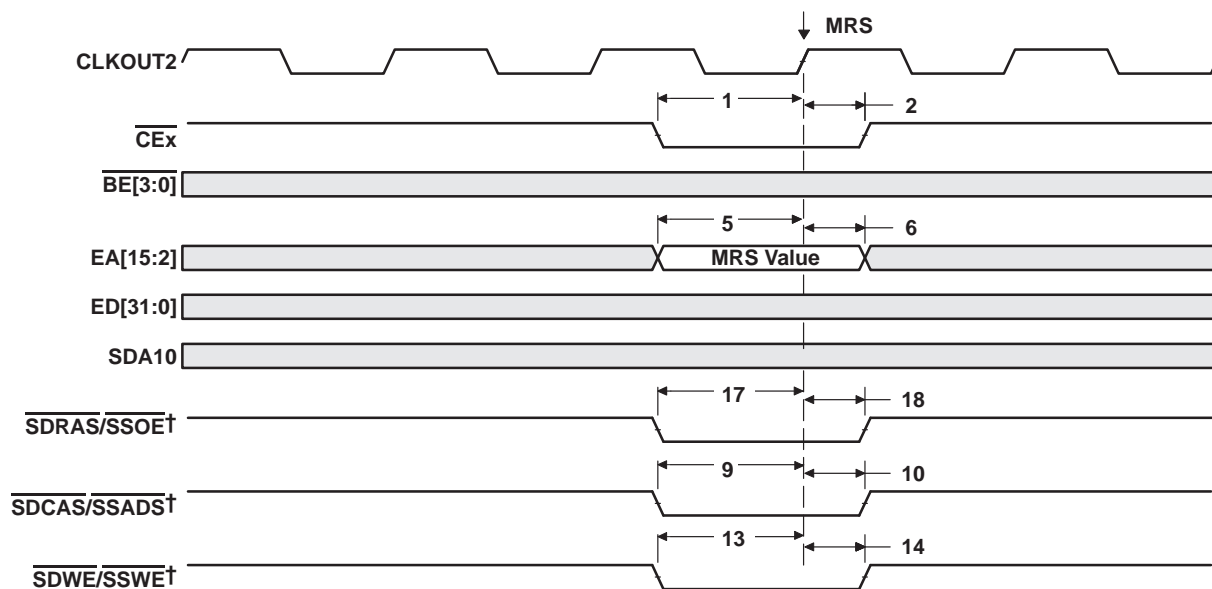 MRS
CLKOUT2
1
2
CEx
BE[3:0]
5
6
EA[15:2]
MRS Value
ED[31:0]
SDA10
17
18
SDRAS/SSOE†
9
10
SDCAS/SSADS†
13
14
SDWE/SSWE†